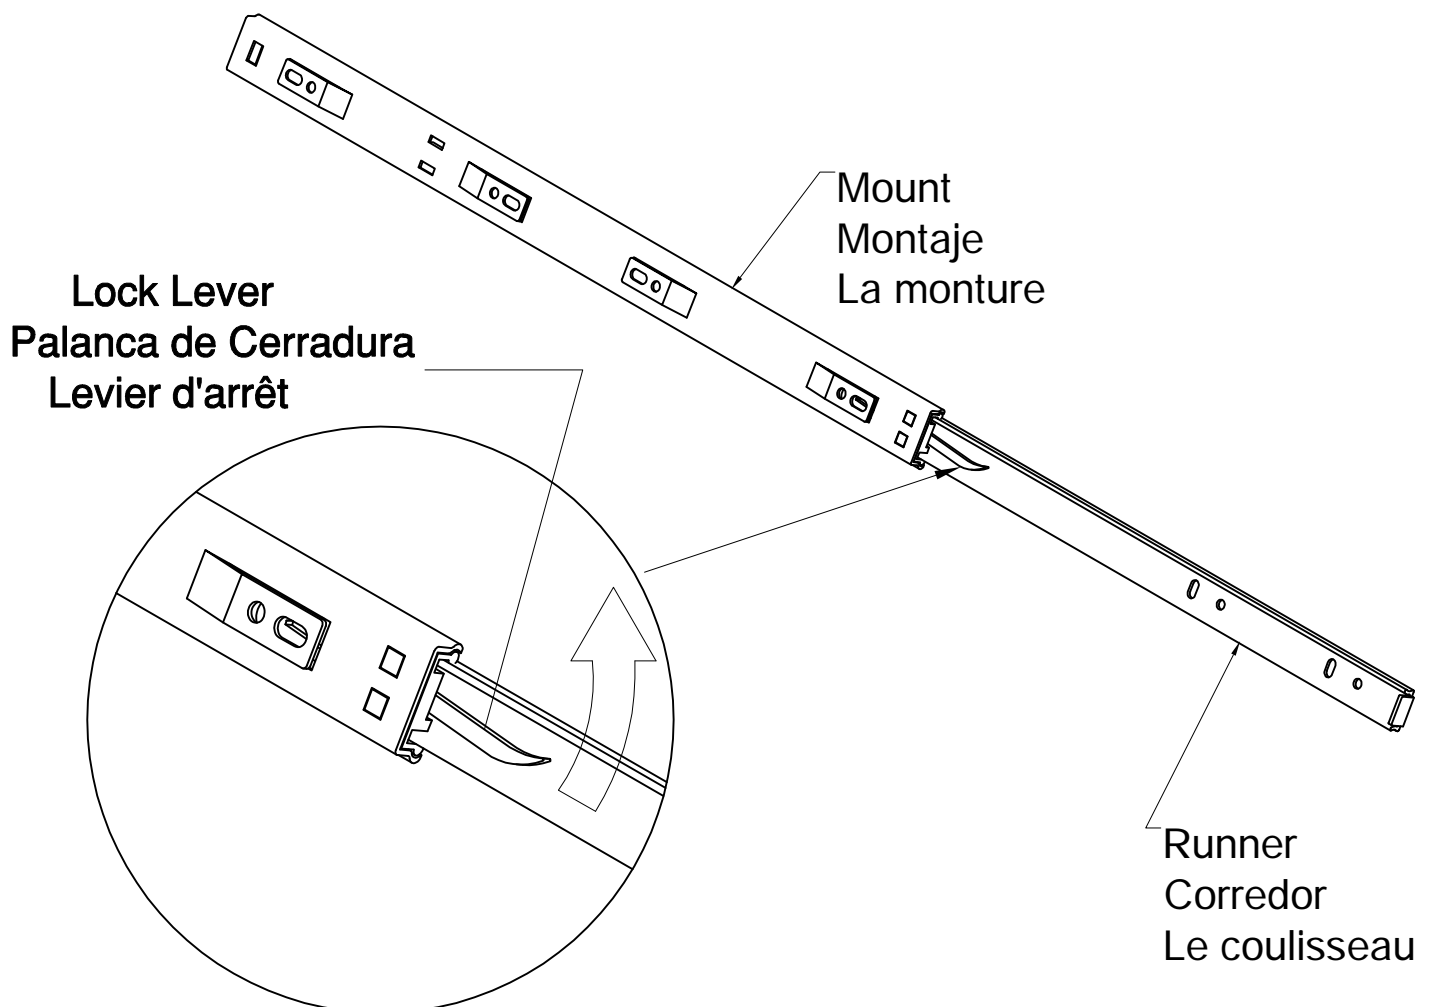 Mount
Montaje
La monture
Lock Lever
Palanca de Cerradura
Levier d'arrêt
Runner
Corredor
Le coulisseau